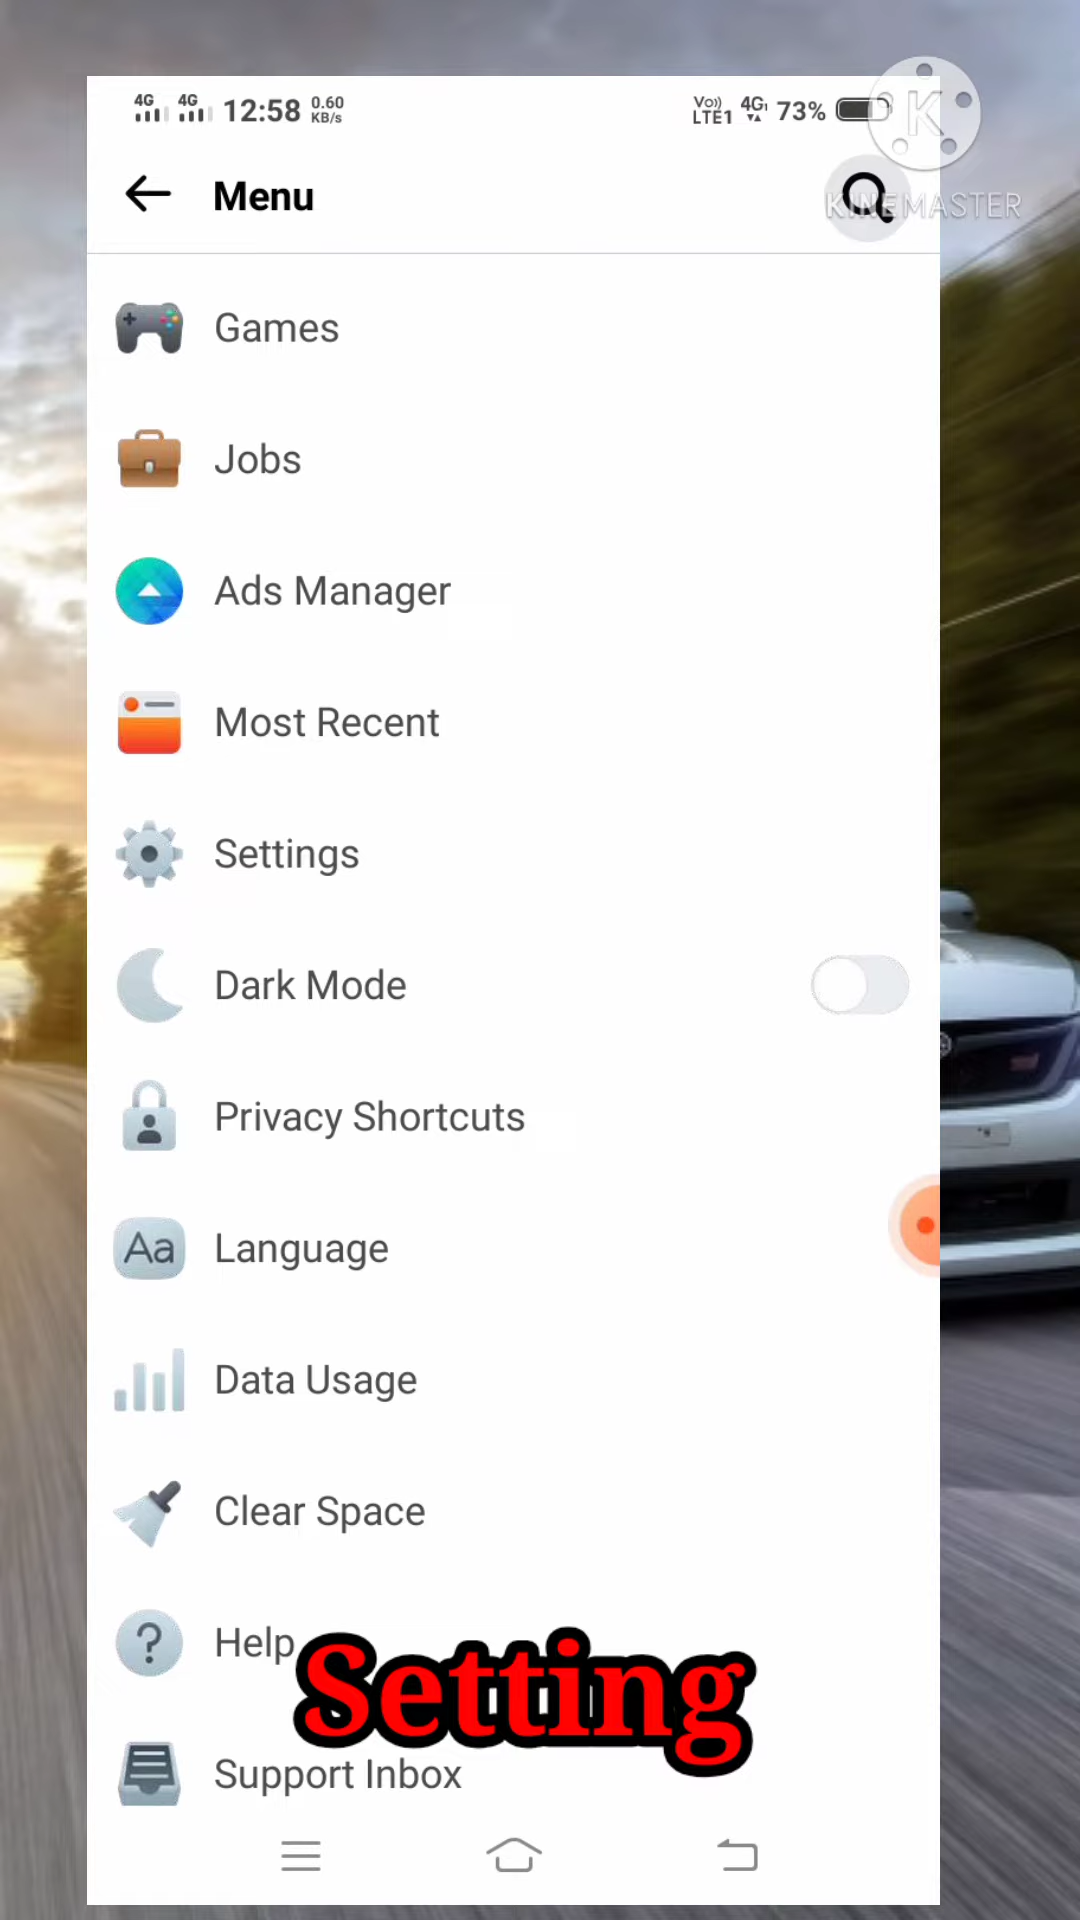 4G 4G 12:58 0.60 KB/s Vo)) LTE1 4G 73%
K
← Menu
KINEMASTER
Games
Jobs
Ads Manager
Most Recent
Settings
Dark Mode
Privacy Shortcuts
Aa Language
Data Usage
Clear Space
? Help
Setting
Support Inbox